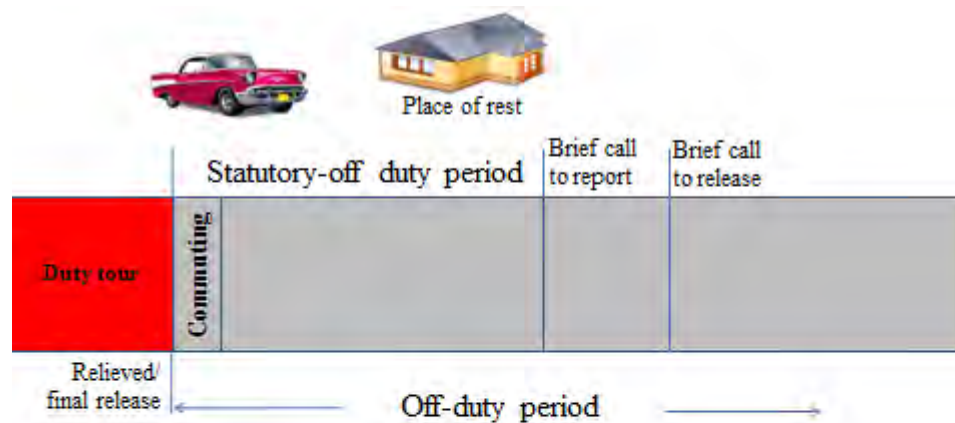 Place of rest
Statutory-off duty period
Brief call
to report
Brief call
to release
Duty tour
Commuting
Relieved/
final release
Off-duty period